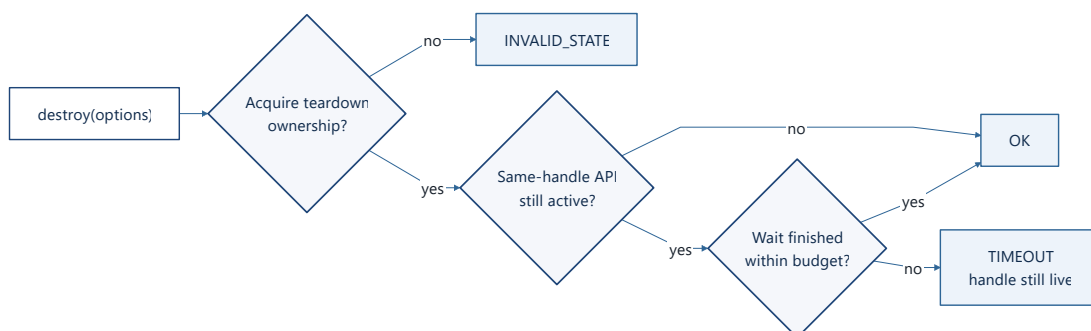 destroy(options)
Acquire teardown
ownership?
no
INVALID_STATE
yes
Same-handle API
still active?
no
OK
yes
Wait finished
within budget?
yes
no
TIMEOUT
handle still live